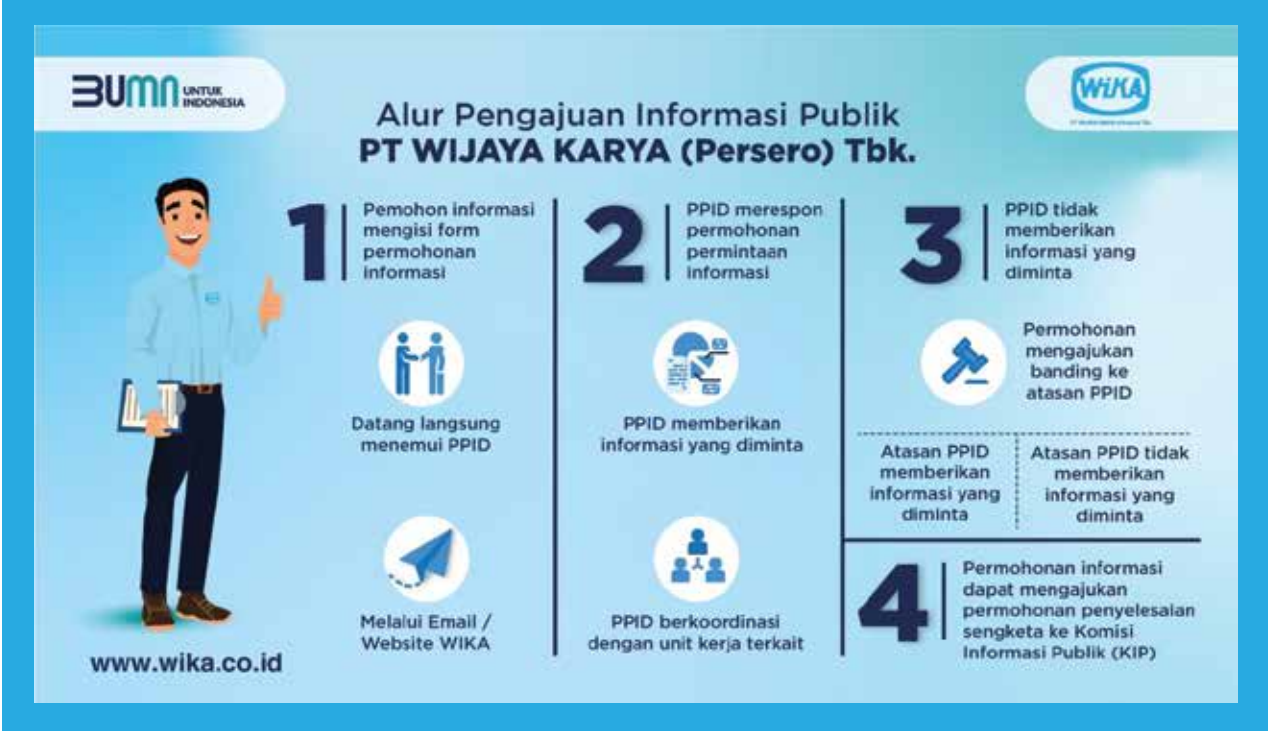 BUMN UNTUK
INDONESIA
WIKA
Alur Pengajuan Informasi Publik
PT WIJAYA KARYA (Persero) Tbk.
1
Pemohon informasi
mengisi form
permohonan
informasi
Datang langsung
menemui PPID
Melalui Email /
Website WIKA
2
PPID merespon
permohonan
permintaan
informasi
PPID memberikan
informasi yang diminta
PPID berkoordinasi
dengan unit kerja terkait
3
PPID tidak
memberikan
informasi yang
diminta
Permohonan
mengajukan
banding ke
atasan PPID
Atasan PPID
memberikan
informasi yang
diminta
Atasan PPID tidak
memberikan
informasi yang
diminta
4
Permohonan informasi
dapat mengajukan
permohonan penyelesaian
sengketa ke Komisi
Informasi Publik (KIP)
www.wika.co.id